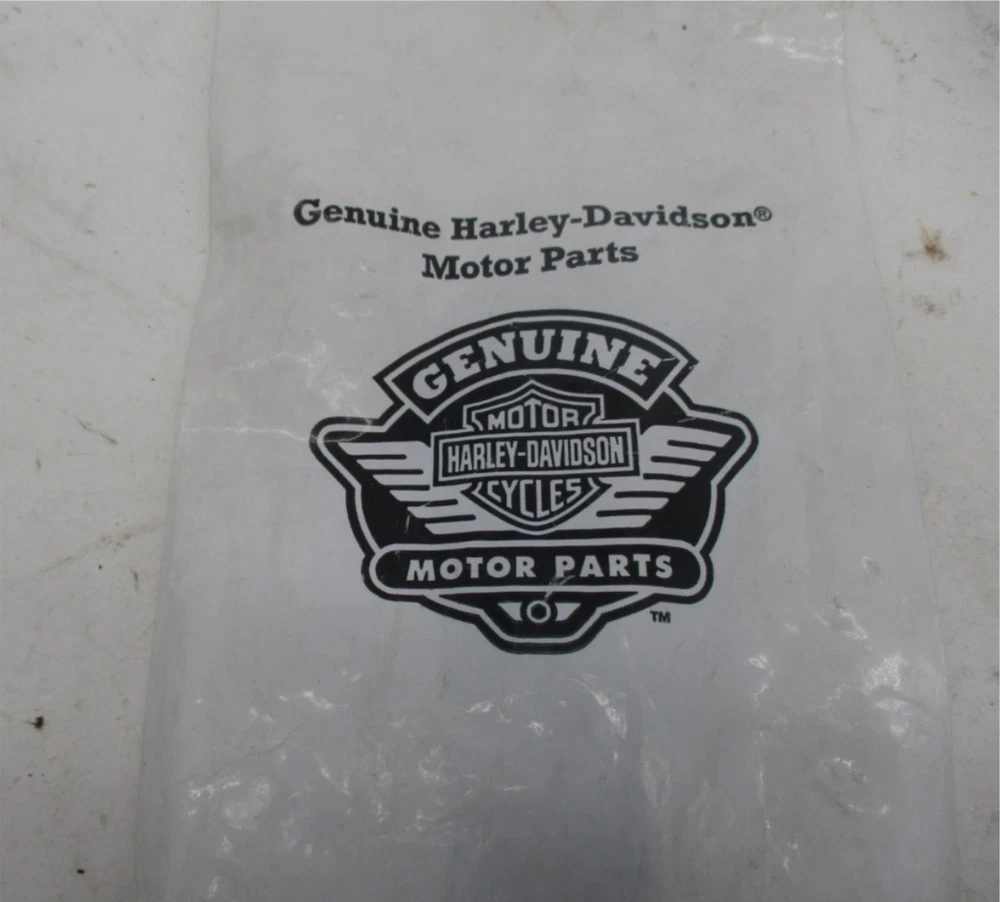 Genuine Harley-Davidson®
Motor Parts
GENUINE
MOTOR
HARLEY-DAVIDSON
CYCLES
MOTOR PARTS
TM